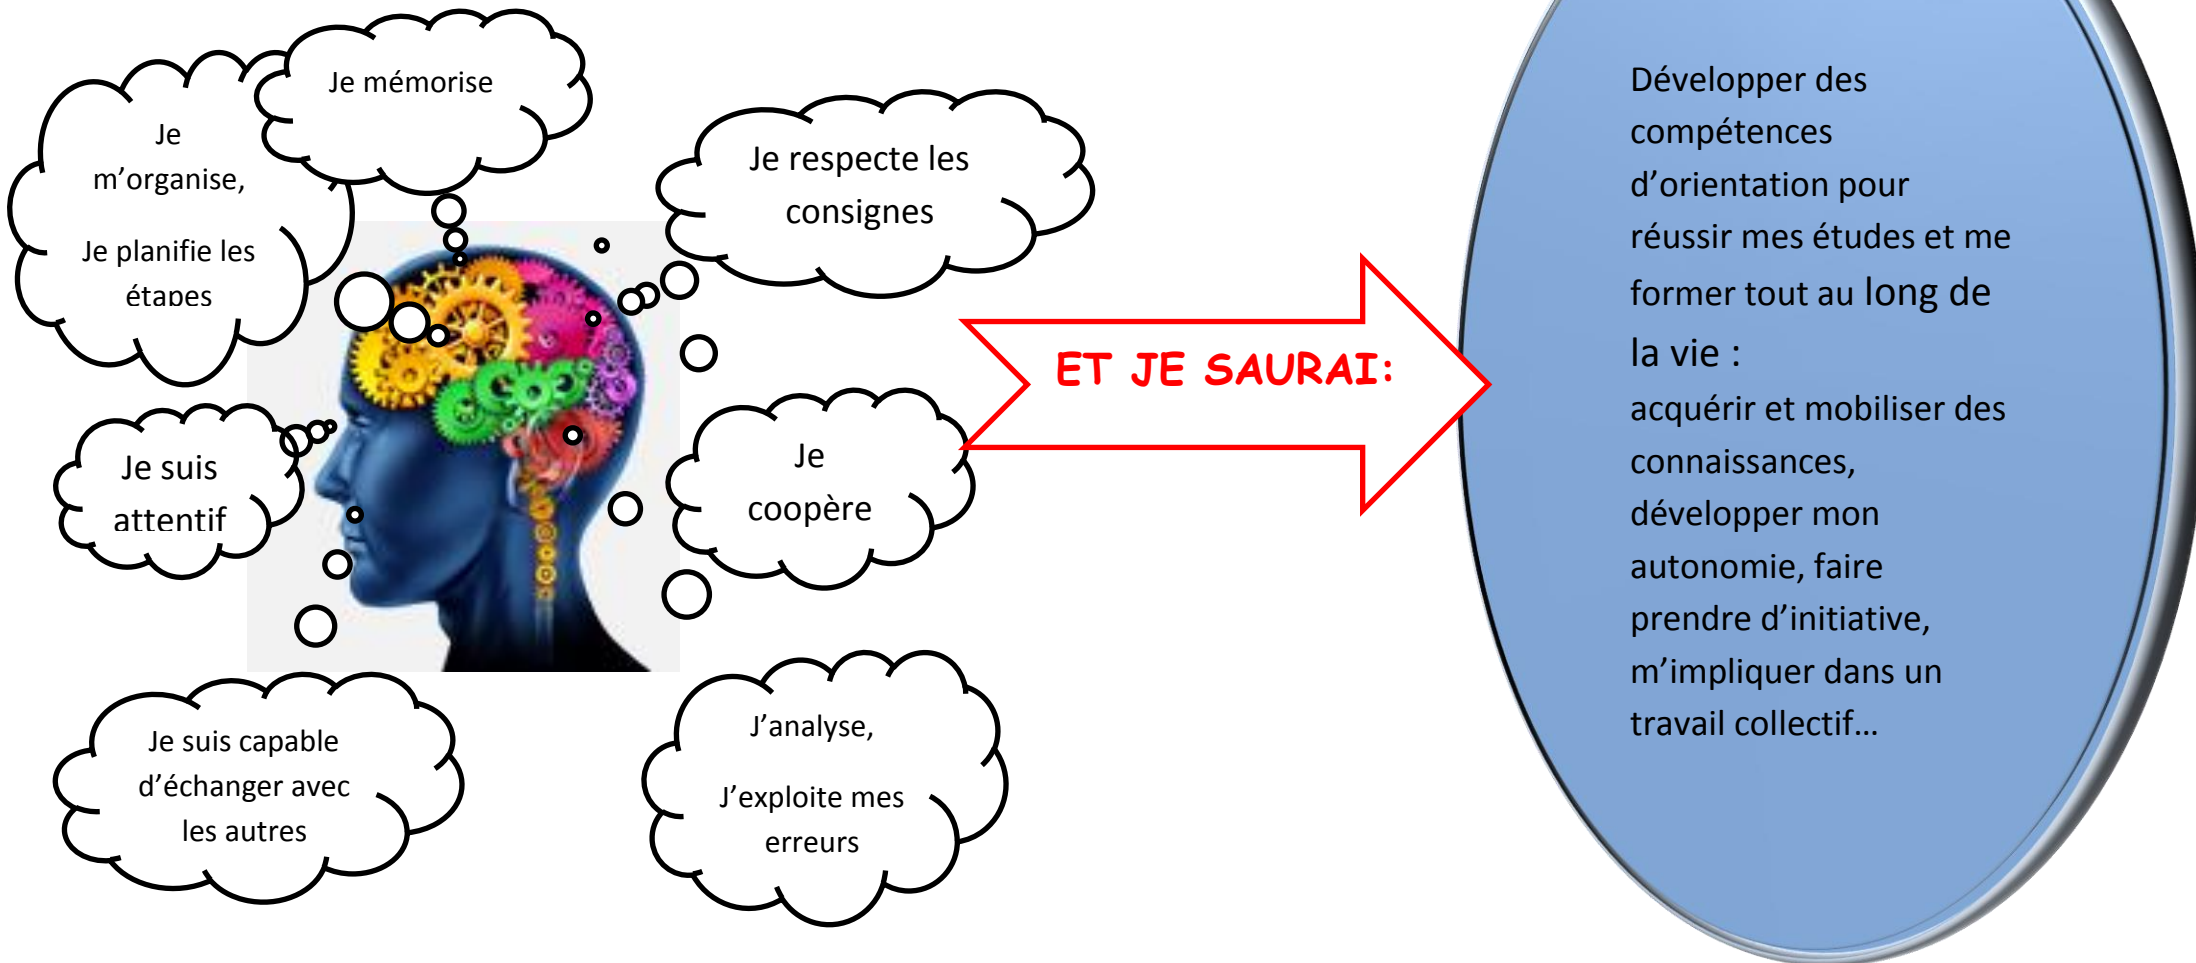 Je mémorise
Je
m’organise,
Je planifie les
étapes
Je respecte les
consignes
Je suis
attentif
Je
coopère
Je suis capable
d’échanger avec
les autres
J’analyse,
J’exploite mes
erreurs
ET JE SAURAI:
Développer des
compétences
d’orientation pour
réussir mes études et me
former tout au long de
la vie :
acquérir et mobiliser des
connaissances,
développer mon
autonomie, faire
prendre d’initiative,
m’impliquer dans un
travail collectif…